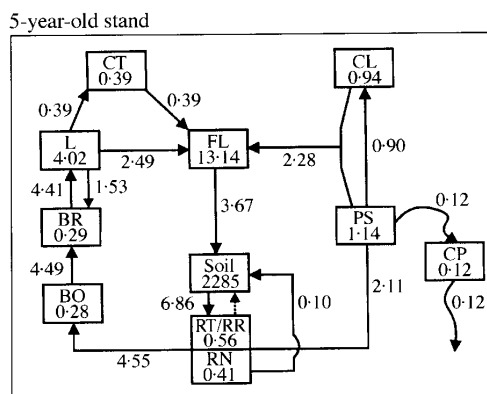 5-year-old stand
CT
0·39
CL
0·94
0·39
0·39
L
4·02
2·49
FL
13·14
2·28
0·90
4·41
1·53
3·67
BR
0·29
PS
1·14
0·12
CP
0·12
4·49
Soil
2285
2·11
0·12
BO
0·28
6·86
0·10
RT/RR
0·56
RN
0·41
4·55